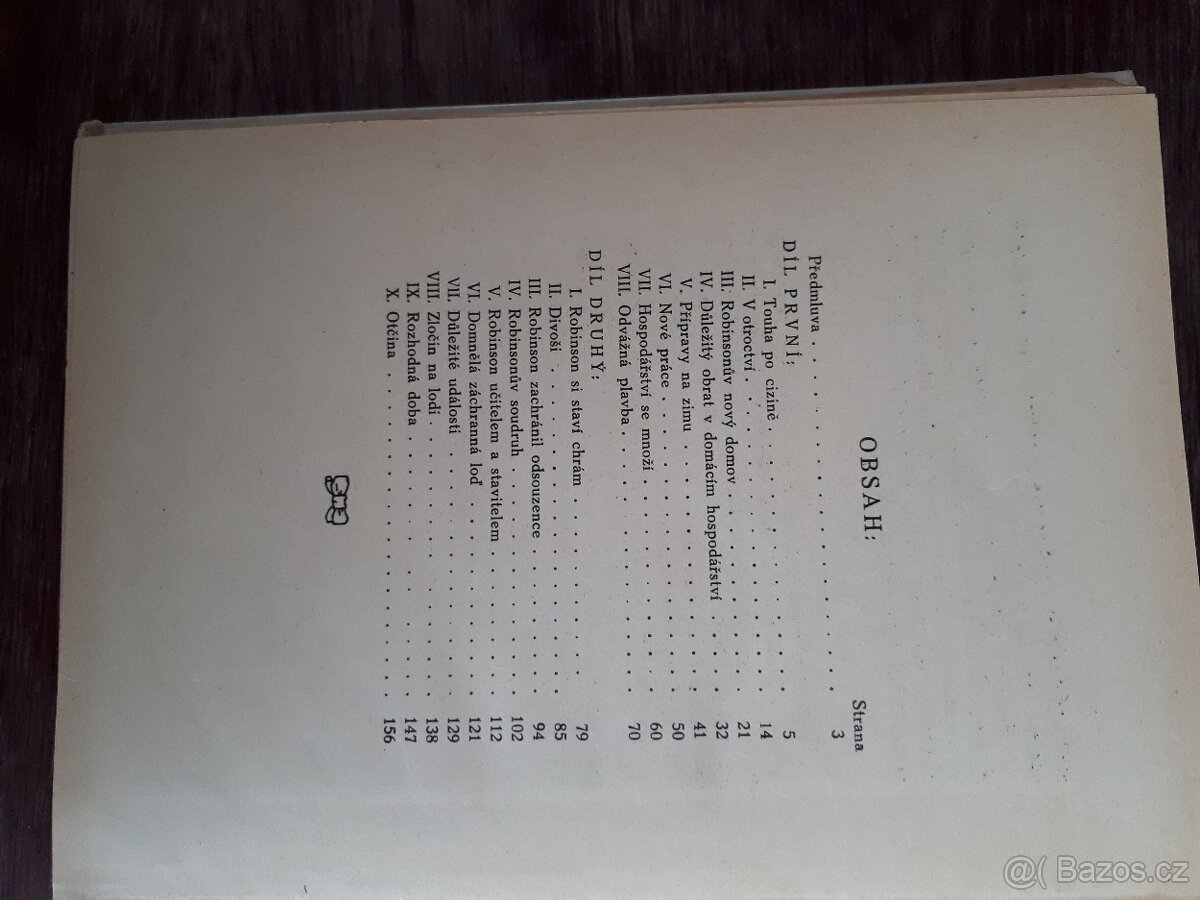 OBSAH:
Strana
Předmluva . . . . . . . . . . . . . . . . . . 3
DÍL PRVNÍ:
I. Touha po cizině . . . . . . . . . . . . . 5
II. V otroctví . . . . . . . . . . . . . . . 14
III. Robinsonův nový domov . . . . . . . . . 21
IV. Důležitý obrat v domácím hospodářství . . . . 32
V. Přípravy na zimu . . . . . . . . . . . . 41
VI. Nové práce . . . . . . . . . . . . . . . 50
VII. Hospodářství se množí . . . . . . . . . . 60
VIII. Odvážná plavba . . . . . . . . . . . . . 70
DÍL DRUHÝ:
I. Robinson si staví chrám . . . . . . . . . 79
II. Divoši . . . . . . . . . . . . . . . . . 85
III. Robinson zachránil odsouzence . . . . . . . 94
IV. Robinsonův soudruh . . . . . . . . . . . 102
V. Robinson učitelem a stavitelem . . . . . . . 112
VI. Domnělá záchranná loď . . . . . . . . . . 121
VII. Důležité události . . . . . . . . . . . . 129
VIII. Zločin na lodi . . . . . . . . . . . . . 138
IX. Rozhodná doba . . . . . . . . . . . . . 147
X. Otčina . . . . . . . . . . . . . . . . . 156
@( Bazos.cz